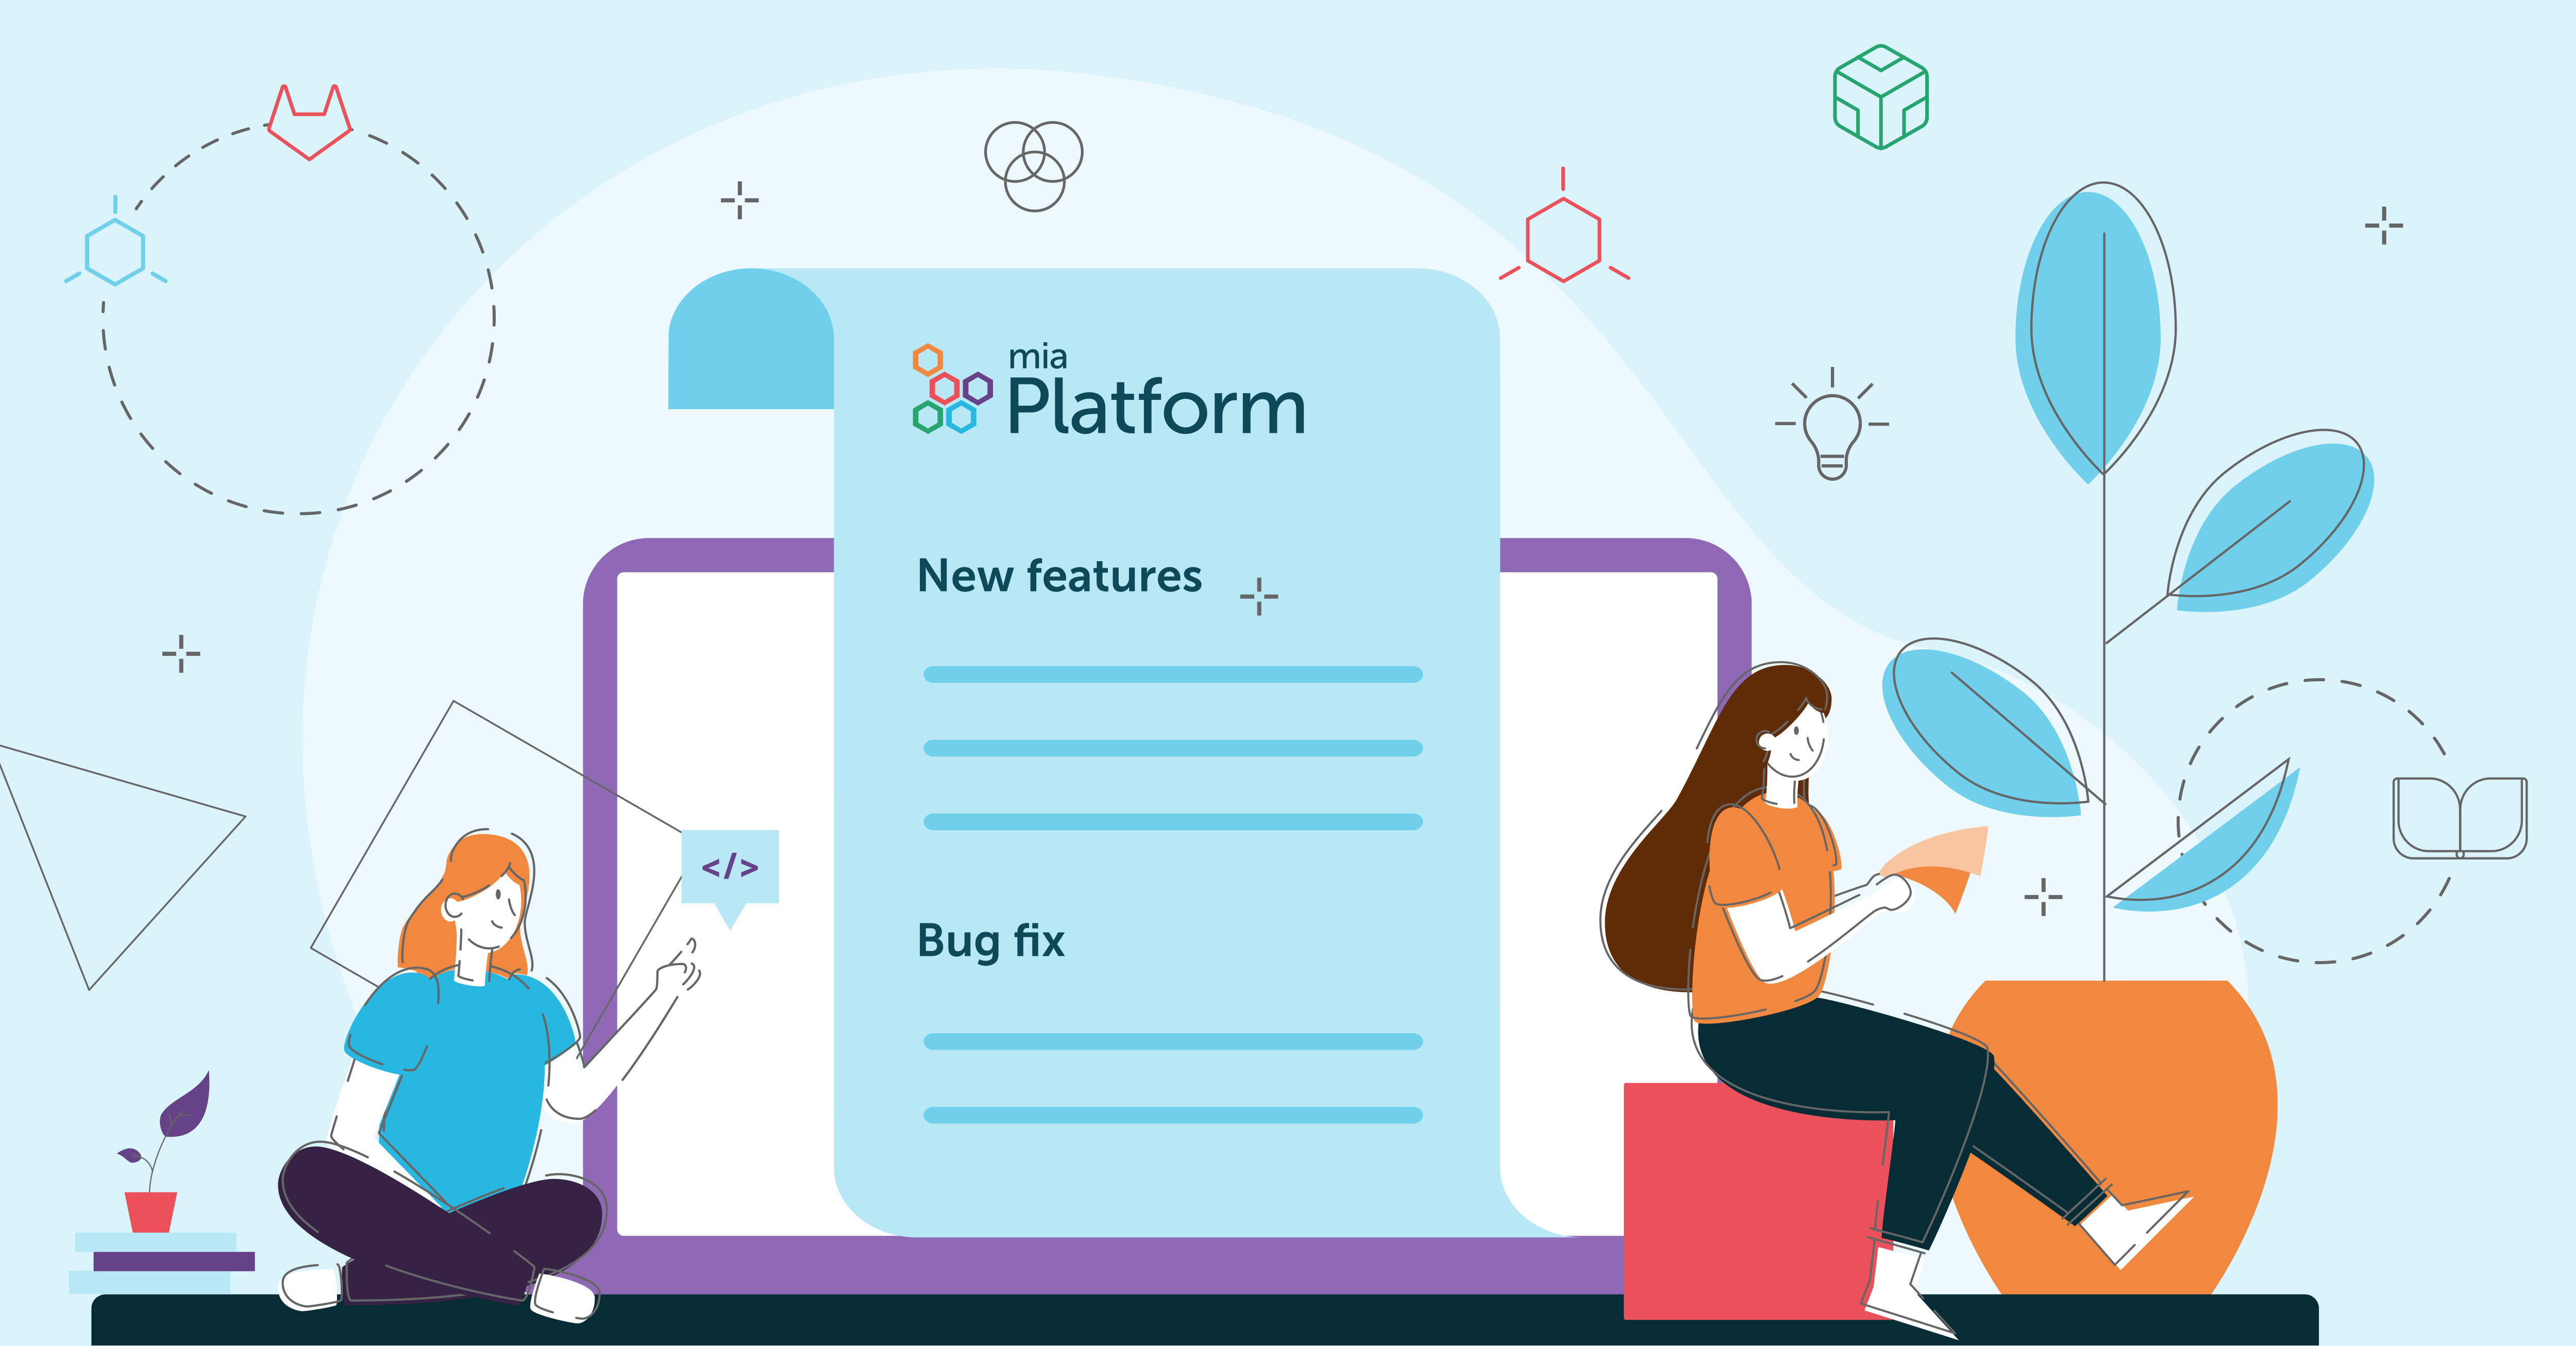 mia
Platform
New features
</>
Bug fix